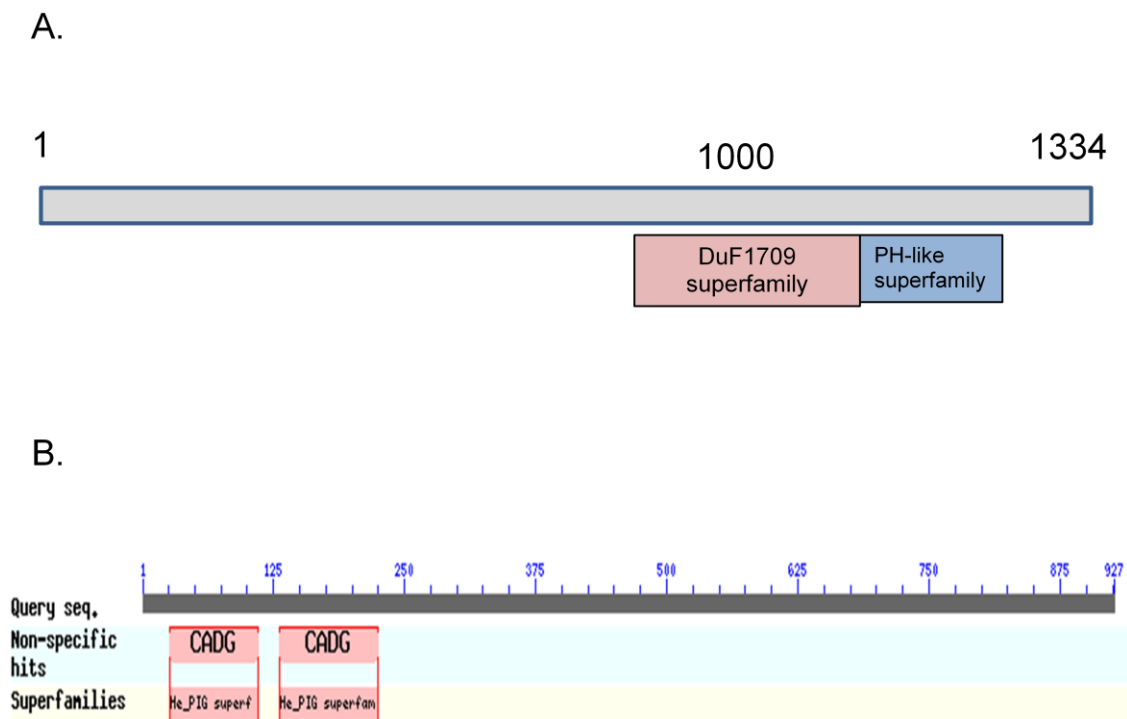 A.
1 1000 1334
DuF1709 PH-like
superfamily superfamily
B.
1 125 250 375 500 625 750 875 927
Query seq.
Non-specific CADG CADG
hits
Superfamilies He_PIG superf He_PIG superfam